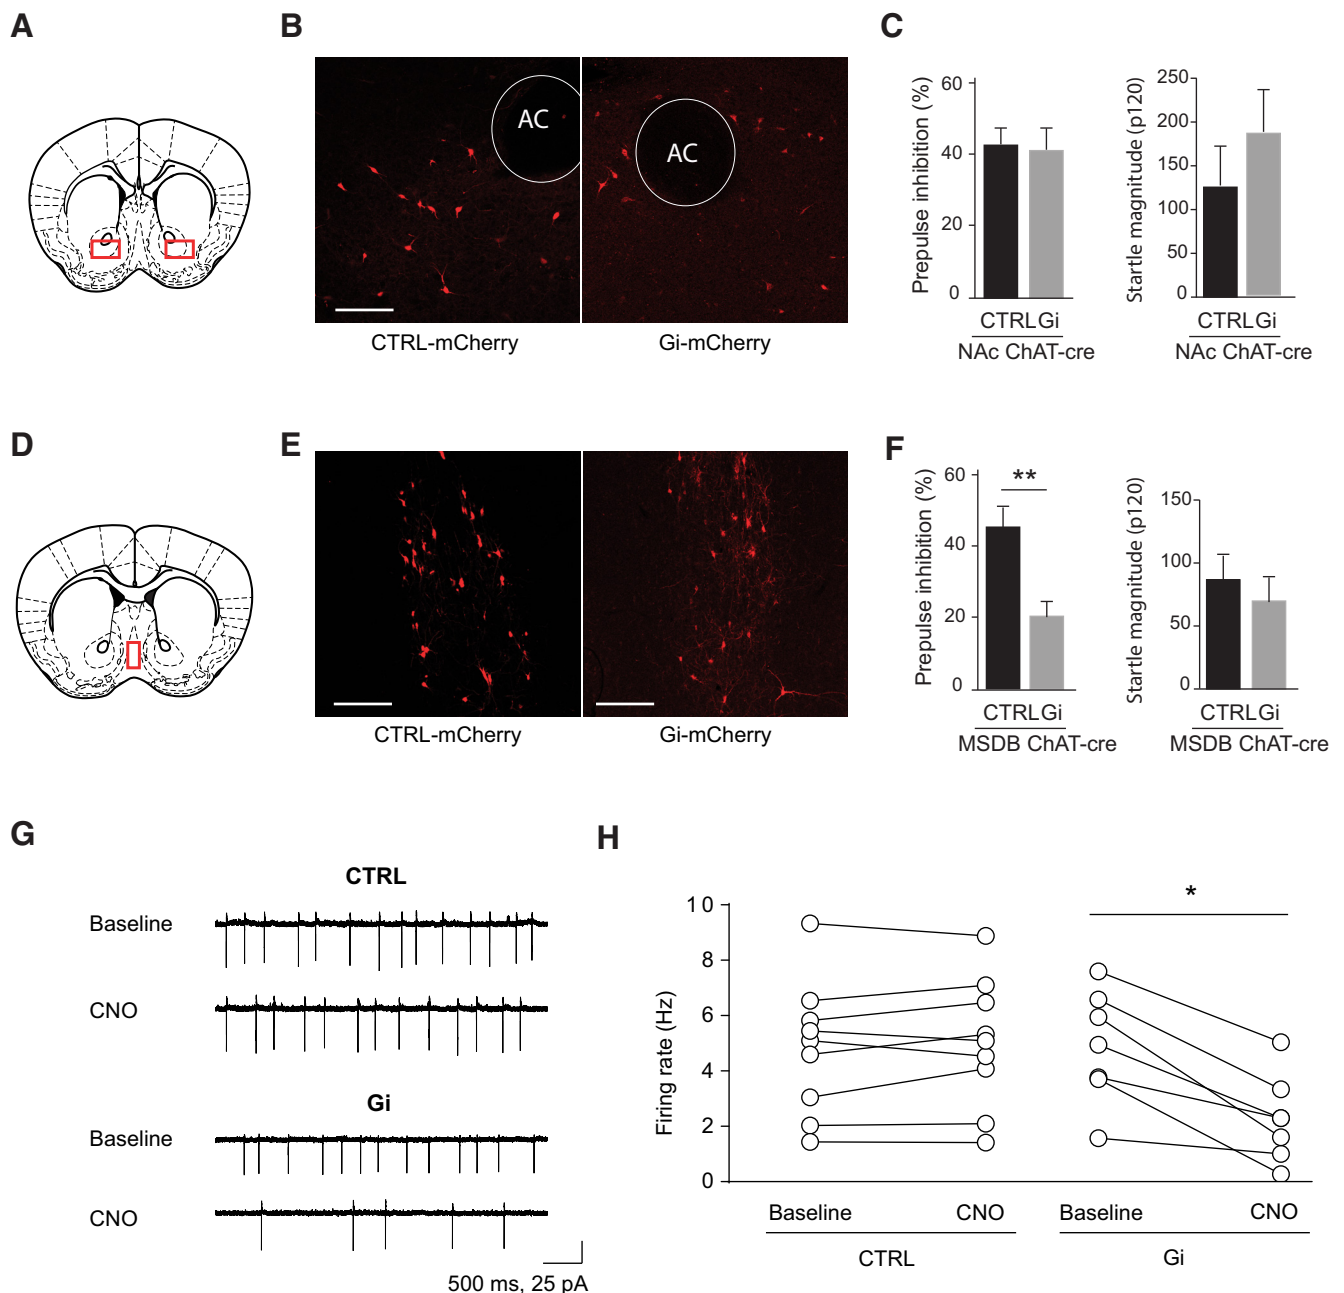 A
B
C
AC
AC
CTRL-mCherry
Gi-mCherry
Prepulse inhibition (%)
60
40
20
0
CTRL Gi
NAc ChAT-cre
Startle magnitude (p120)
250
200
150
100
50
0
CTRL Gi
NAc ChAT-cre
D
E
F
CTRL-mCherry
Gi-mCherry
Prepulse inhibition (%)
60
40
20
0
**
CTRL Gi
MSDB ChAT-cre
Startle magnitude (p120)
150
100
50
0
CTRL Gi
MSDB ChAT-cre
G
CTRL
Baseline
CNO
Gi
Baseline
CNO
500 ms, 25 pA
H
Firing rate (Hz)
10
8
6
4
2
0
*
Baseline CNO Baseline CNO
CTRL Gi